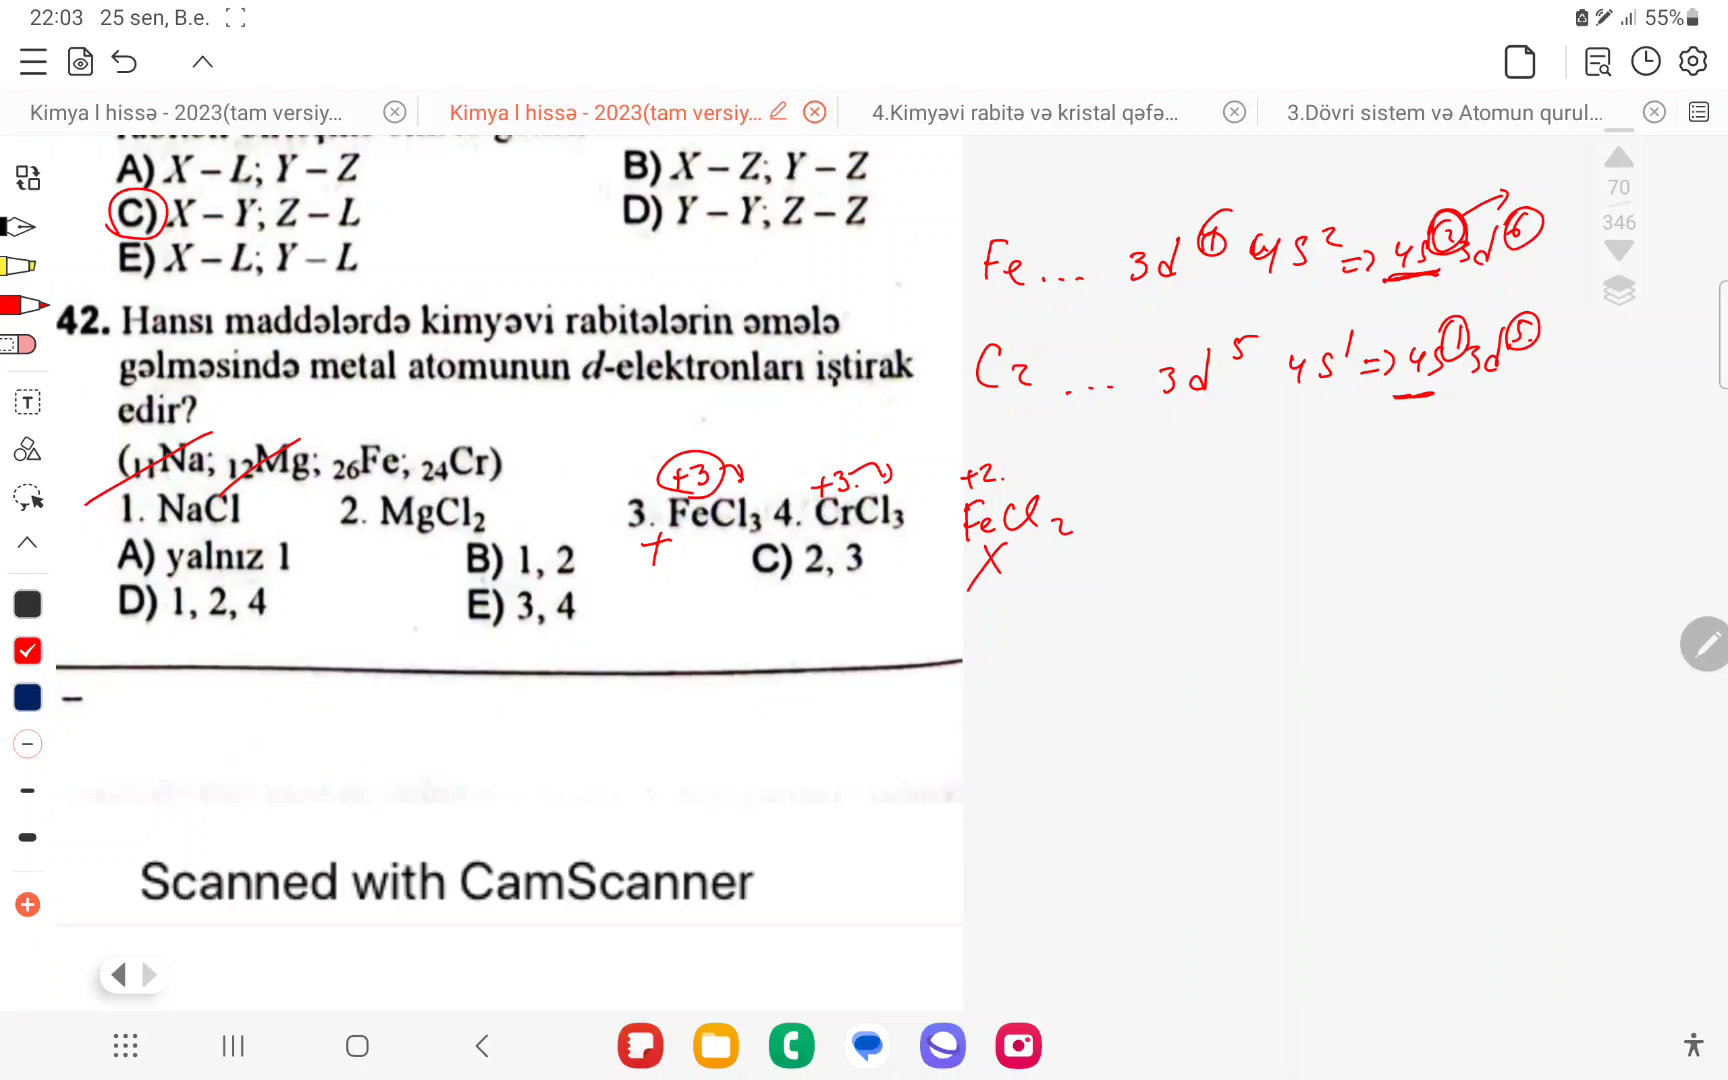 22:03 25 sen, B.e. 55%
Kimya I hissə - 2023(tam versiy...
Kimya I hissə - 2023(tam versiy...
4.Kimyəvi rabitə və kristal qəfə...
3.Dövri sistem və Atomun qurul...
A) X – L; Y – Z
B) X – Z; Y – Z
C) X – Y; Z – L
D) Y – Y; Z – Z
E) X – L; Y – L
70
346
Fe ... 3d⁶ 4s² => 4s² 3d⁶
Cr ... 3d⁵ 4s¹ => 4s¹ 3d⁵
42. Hansı maddələrdə kimyəvi rabitələrin əmələ
gəlməsində metal atomunun d-elektronları iştirak
edir?
(₁₁Na; ₁₂Mg; ₂₆Fe; ₂₄Cr)
+3 +3 +2
1. NaCl 2. MgCl₂ 3. FeCl₃ 4. CrCl₃ FeCl₂
+ X
A) yalnız 1 B) 1, 2 C) 2, 3
D) 1, 2, 4 E) 3, 4
Scanned with CamScanner